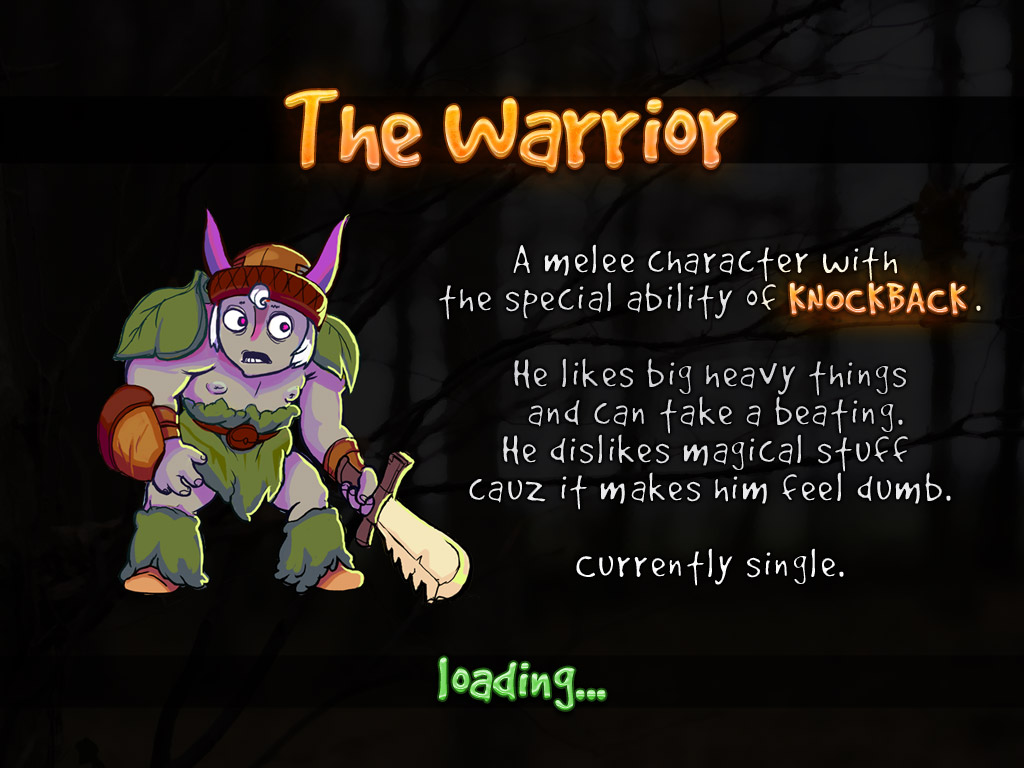 The Warrior
A melee character with
the special ability of KNOCKBACK.
He likes big heavy things
and can take a beating.
He dislikes magical stuff
cauz it makes him feel dumb.
currently single.
loading...